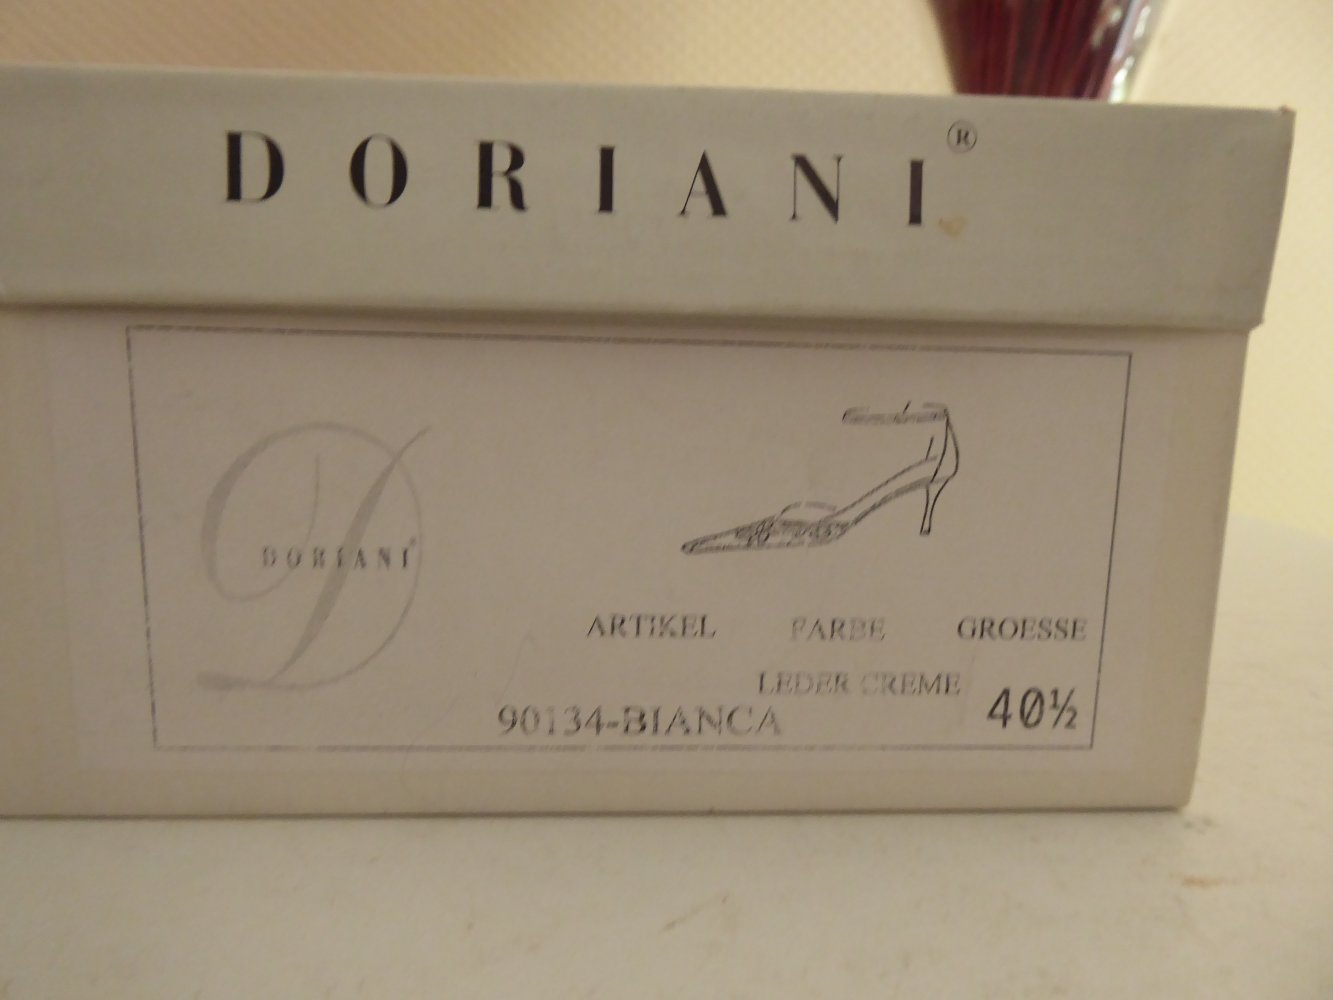 DORIANI®
DORIANI®
ARTIKEL FARBE GROESSE
LEDER CREME
90134-BIANCA 40½